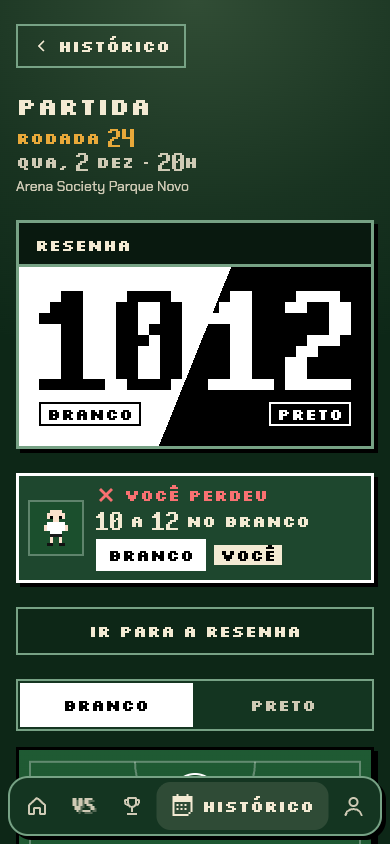 HISTÓRICO
PARTIDA
RODADA 24
QUA, 2 DEZ · 20H
Arena Society Parque Novo
RESENHA
10 12
BRANCO PRETO
VOCÊ PERDEU
10 A 12 NO BRANCO
BRANCO VOCÊ
IR PARA A RESENHA
BRANCO PRETO
VS HISTÓRICO